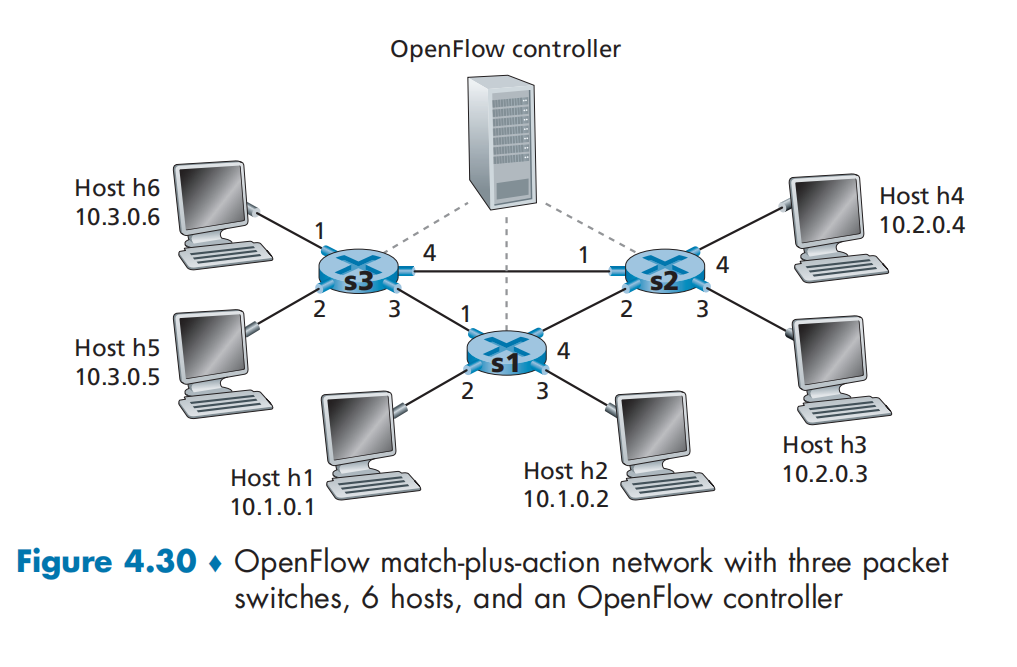 OpenFlow controller
Host h6
10.3.0.6
Host h4
10.2.0.4
1
4
1
4
s3
s2
2
3
1
2
3
Host h5
10.3.0.5
s1
4
2
3
Host h3
10.2.0.3
Host h1
10.1.0.1
Host h2
10.1.0.2
Figure 4.30 ♦ OpenFlow match-plus-action network with three packet
switches, 6 hosts, and an OpenFlow controller